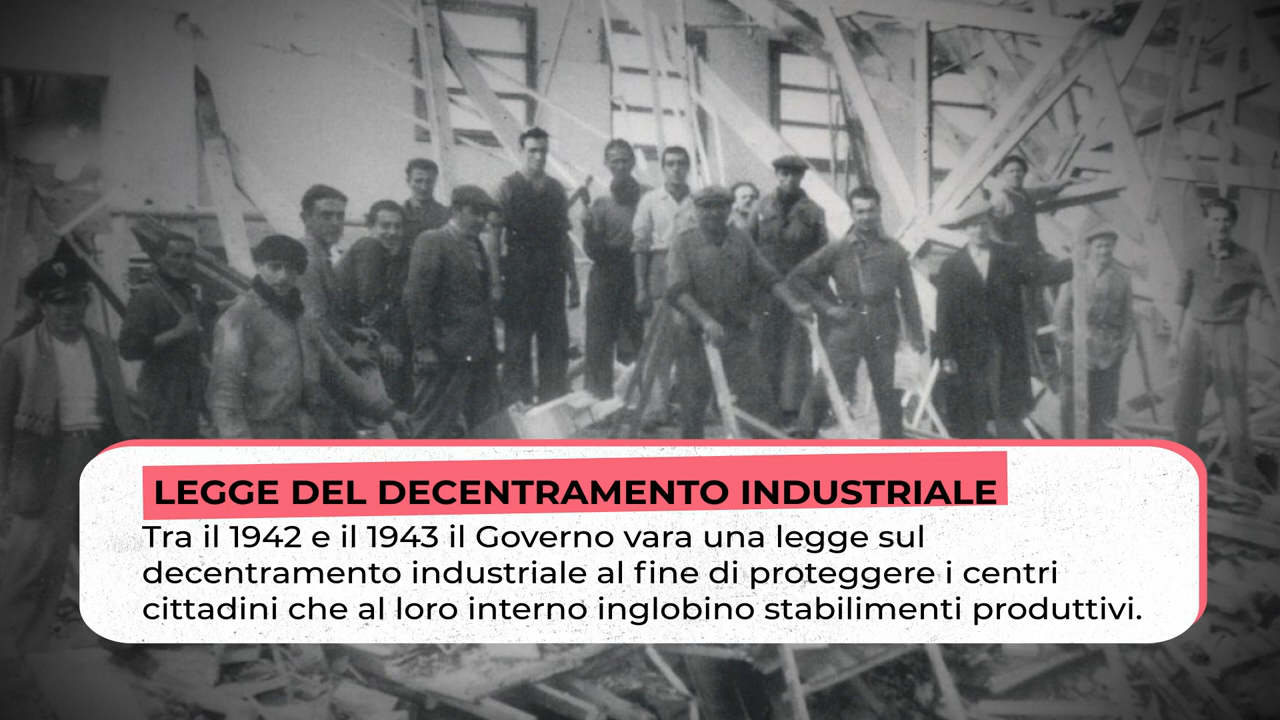 LEGGE DEL DECENTRAMENTO INDUSTRIALE
Tra il 1942 e il 1943 il Governo vara una legge sul
decentramento industriale al fine di proteggere i centri
cittadini che al loro interno inglobino stabilimenti produttivi.